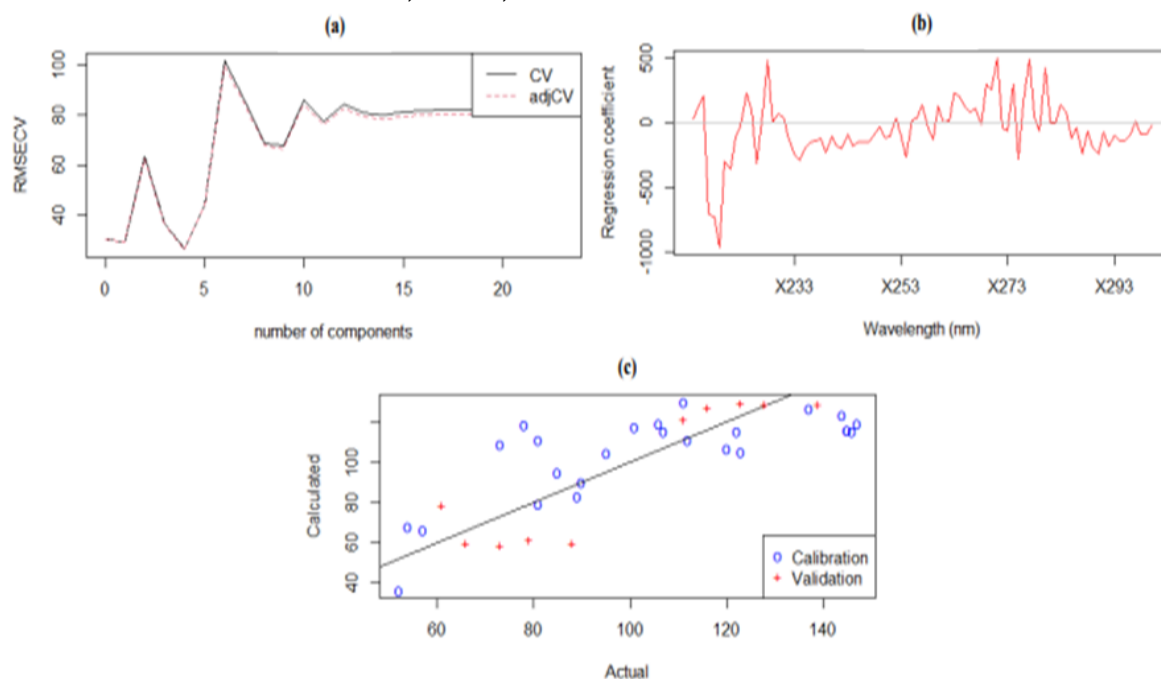 (a)
100
80
60
40
RMSECV
CV
adjCV
0 5 10 15 20
number of components
(b)
500
0
-500
-1000
Regression coefficient
X233 X253 X273 X293
Wavelength (nm)
(c)
100
80
60
40
Calculated
Calibration
Validation
60 80 100 120 140
Actual